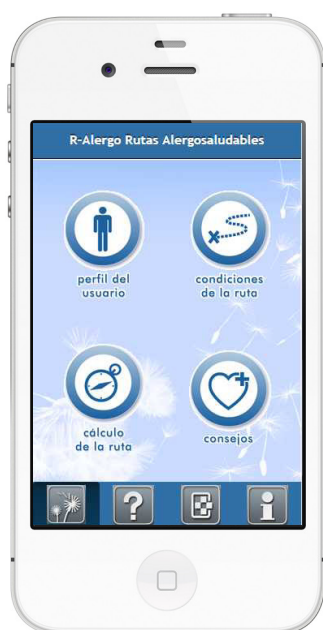 R-Alergo Rutas Alergosaludables
perfil del
usuario
condiciones
de la ruta
cálculo
de la ruta
consejos
?
i